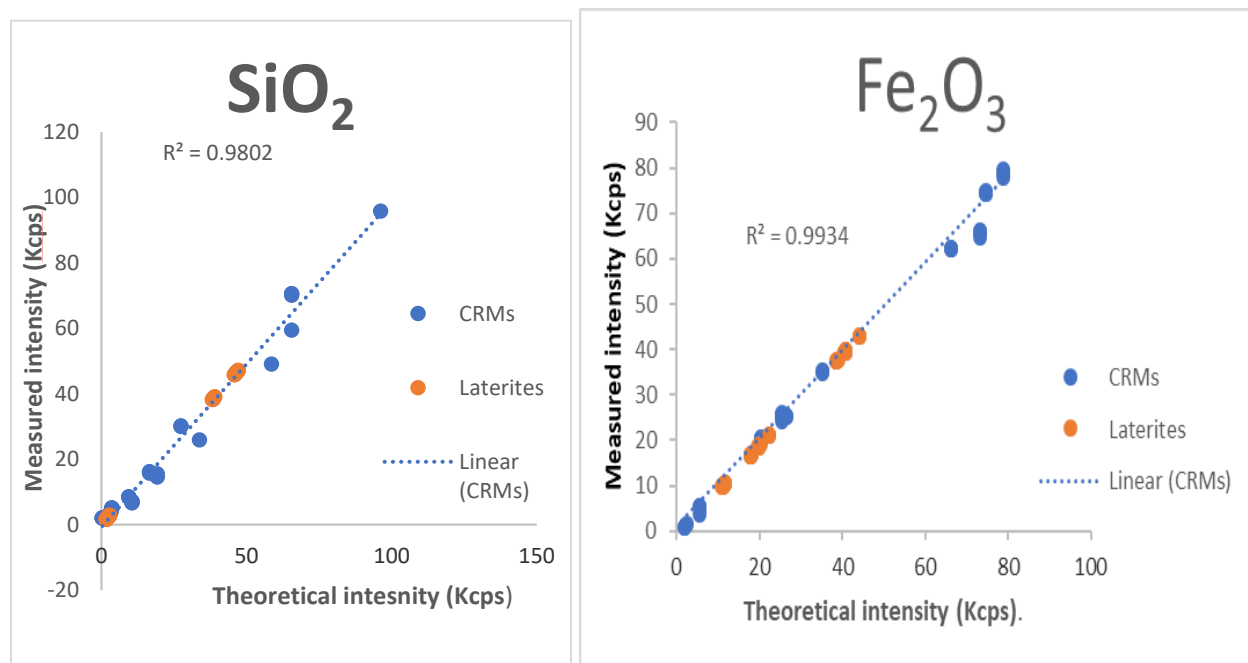 SiO₂
R² = 0.9802
Measured intensity (Kcps)
120
100
80
60
40
20
0
-20
0
50
100
150
Theoretical intesnity (Kcps)
CRMs
Laterites
Linear
(CRMs)
Fe₂O₃
R² = 0.9934
Measured intensity (Kcps)
90
80
70
60
50
40
30
20
10
0
0
20
40
60
80
100
Theoretical intensity (Kcps).
CRMs
Laterites
Linear (CRMs)